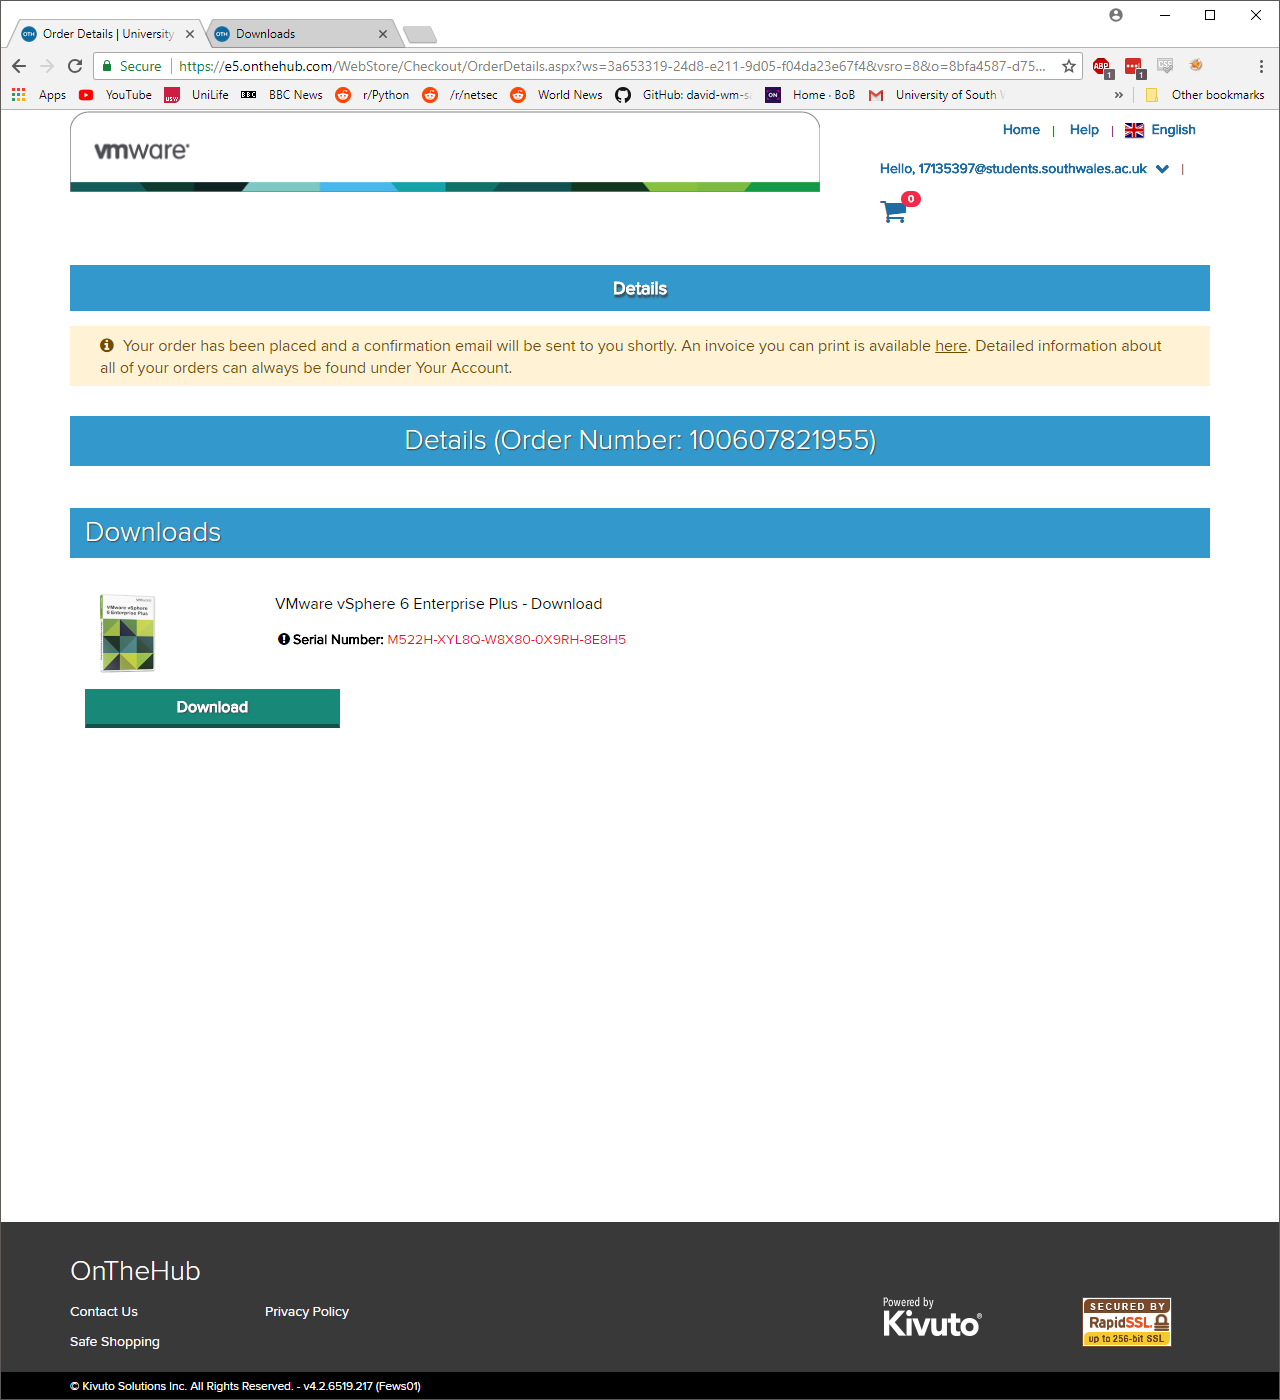 Order Details | University
Downloads
Secure
https://e5.onthehub.com/WebStore/Checkout/OrderDetails.aspx?ws=3a653319-24d8-e211-9d05-f04da23e67f4&vsro=8&o=8bfa4587-d75...
Apps
YouTube
UniLife
BBC News
r/Python
/r/netsec
World News
GitHub: david-wm-s
Home · BoB
University of South
»
Other bookmarks
vmware
Home | Help | English
Hello, 17135397@students.southwales.ac.uk |
0
Details
Your order has been placed and a confirmation email will be sent to you shortly. An invoice you can print is available here. Detailed information about
all of your orders can always be found under Your Account.
Details (Order Number: 100607821955)
Downloads
VMware vSphere
6 Enterprise Plus
VMware vSphere 6 Enterprise Plus - Download
Serial Number: M522H-XYL8Q-W8X80-0X9RH-8E8H5
Download
OnTheHub
Contact Us
Privacy Policy
Safe Shopping
Powered by
Kivuto
SECURED BY
RapidSSL
up to 256-bit SSL
© Kivuto Solutions Inc. All Rights Reserved. - v4.2.6519.217 (Fews01)